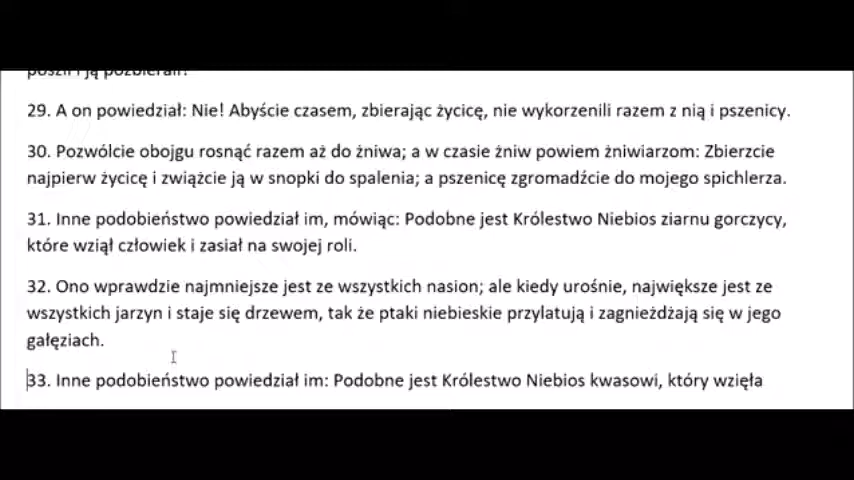 poszli i ją pozbierali?
29. A on powiedział: Nie! Abyście czasem, zbierając życicę, nie wykorzenili razem z nią i pszenicy.
30. Pozwólcie obojgu rosnąć razem aż do żniwa; a w czasie żniw powiem żniwiarzom: Zbierzcie
najpierw życicę i zwiążcie ją w snopki do spalenia; a pszenicę zgromadźcie do mojego spichlerza.
31. Inne podobieństwo powiedział im, mówiąc: Podobne jest Królestwo Niebios ziarnu gorczycy,
które wziął człowiek i zasiał na swojej roli.
32. Ono wprawdzie najmniejsze jest ze wszystkich nasion; ale kiedy urośnie, największe jest ze
wszystkich jarzyn i staje się drzewem, tak że ptaki niebieskie przylatują i zagnieżdżają się w jego
gałęziach.
33. Inne podobieństwo powiedział im: Podobne jest Królestwo Niebios kwasowi, który wzięła